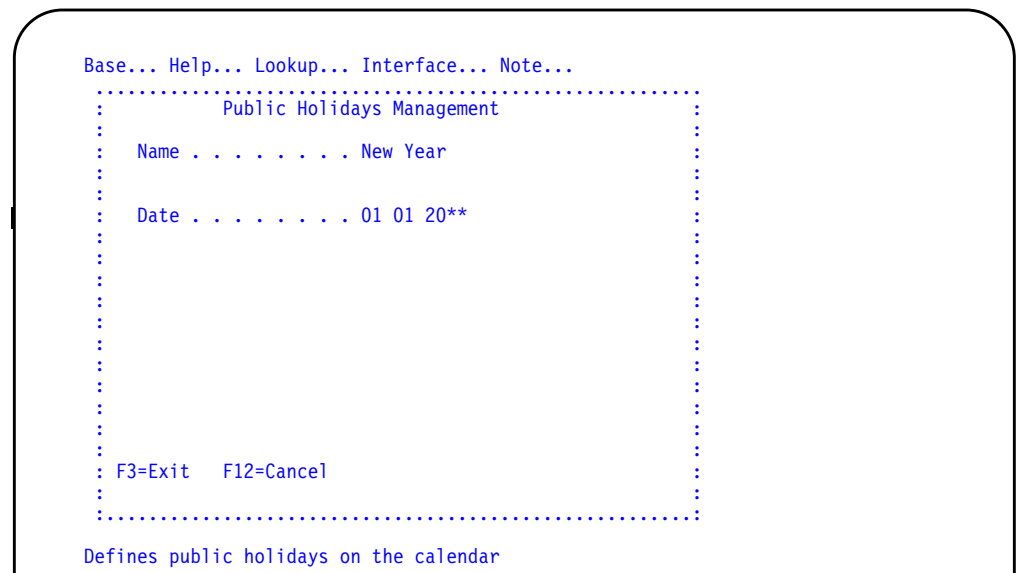 Base... Help... Lookup... Interface... Note...
Public Holidays Management
Name . . . . . . . . New Year
Date . . . . . . . . 01 01 20**
F3=Exit F12=Cancel
Defines public holidays on the calendar